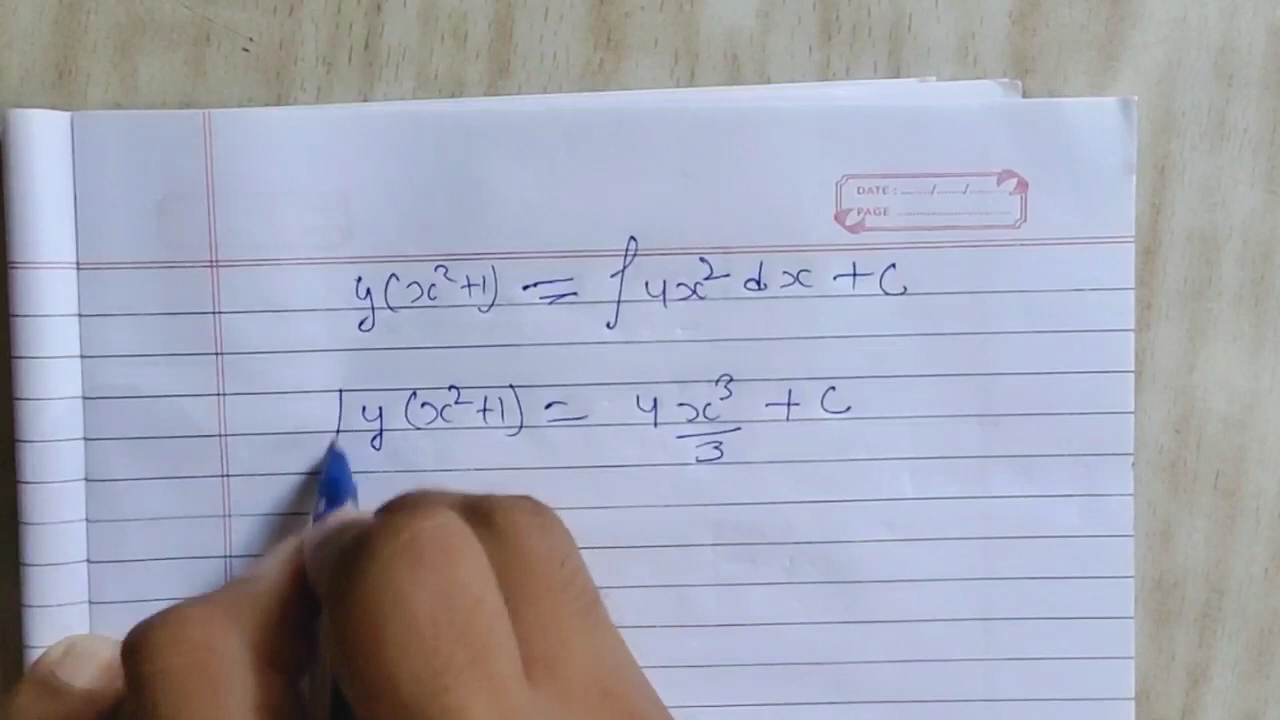 DATE : ....../....../.........
PAGE ........................
y(x²+1) = ∫ 4x² dx + C
y (x²+1) = 4x³/3 + C